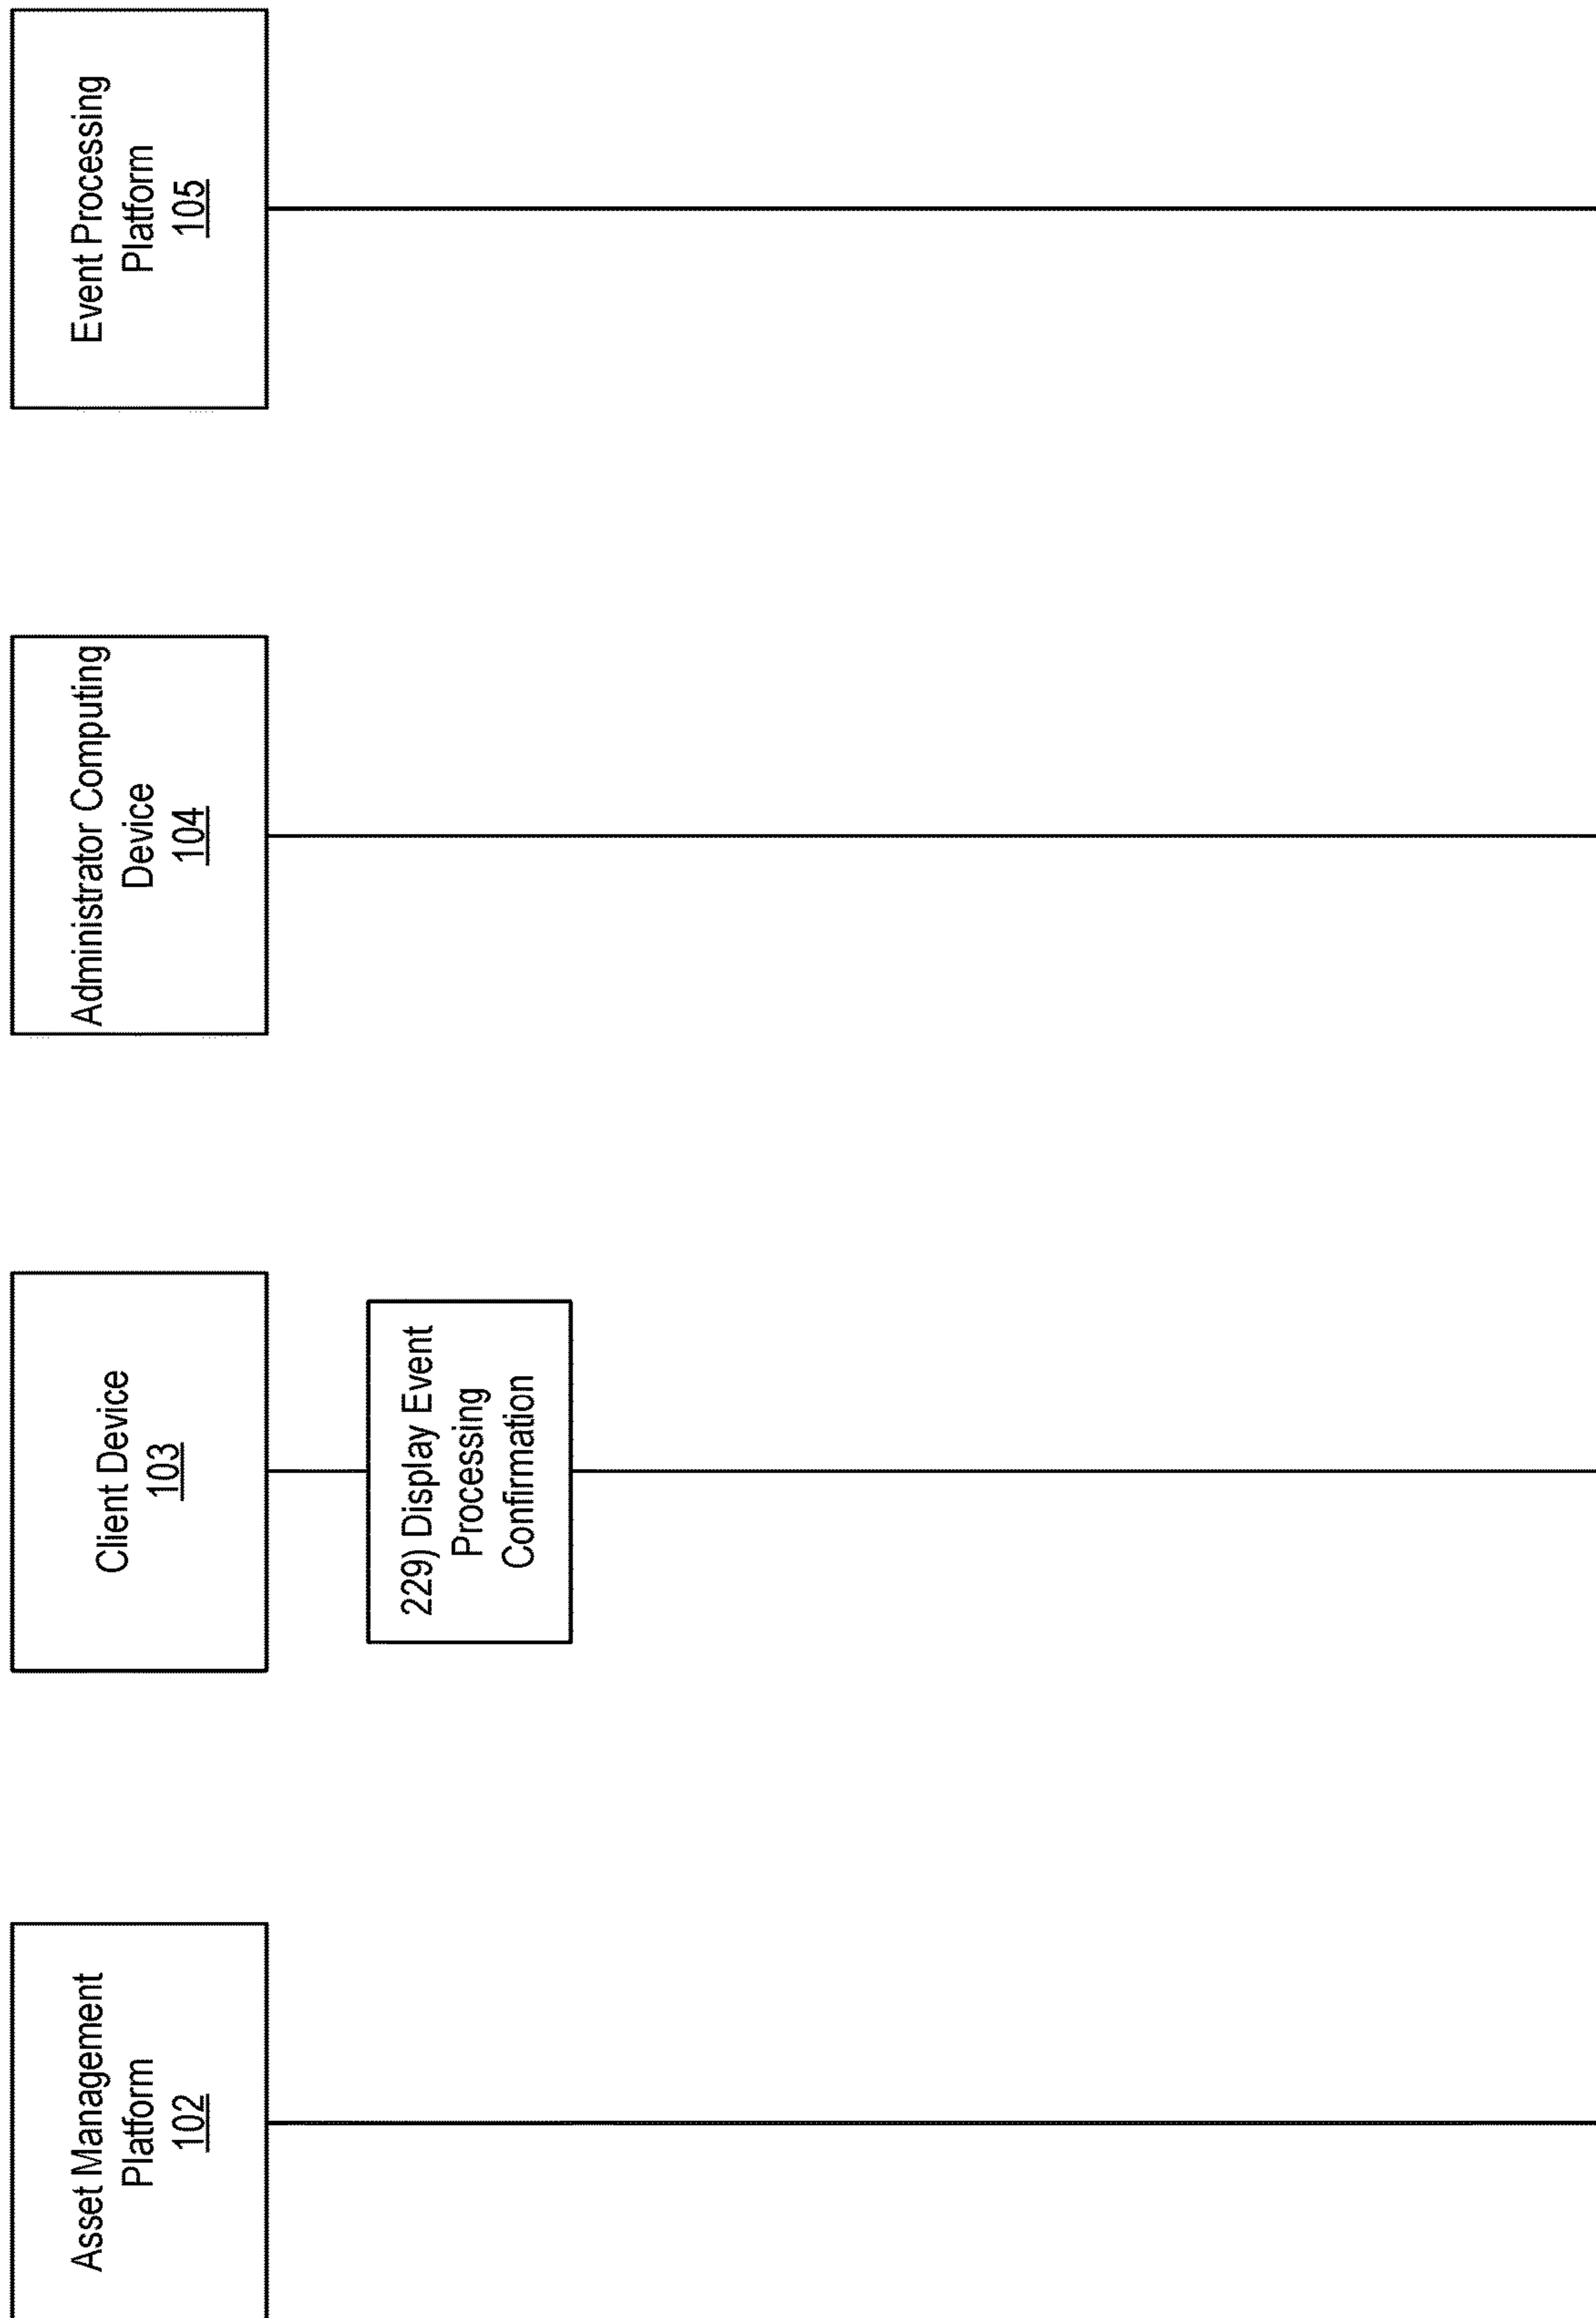 Asset Management
Platform
102
Client Device
103
Administrator Computing
Device
104
Event Processing
Platform
105
229) Display Event
Processing
Confirmation